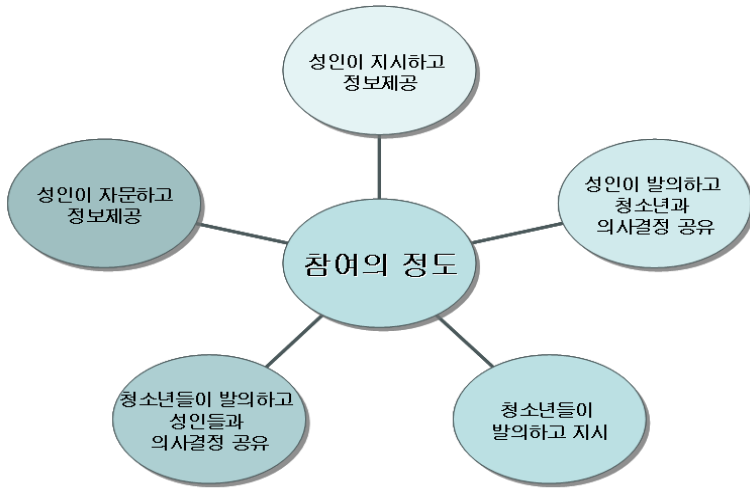 성인이 지시하고
정보제공
성인이 자문하고
정보제공
성인이 발의하고
청소년과
의사결정 공유
참여의 정도
청소년들이 발의하고
성인들과
의사결정 공유
청소년들이
발의하고 지시